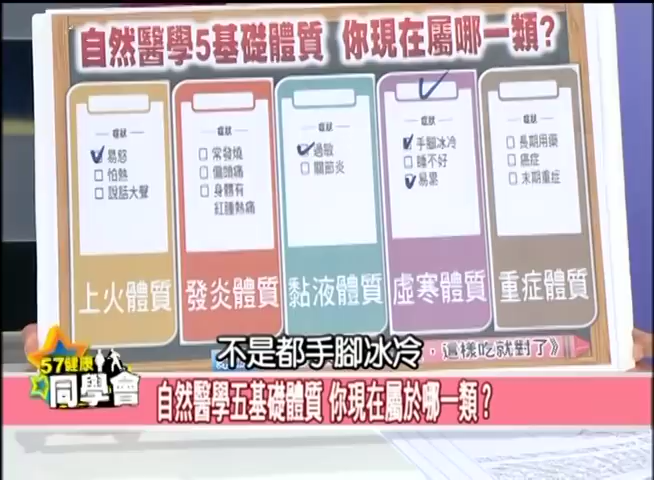 自然醫學5基礎體質 你現在屬哪一類?
症狀
易怒
怕熱
說話大聲
上火體質
症狀
常發燒
偏頭痛
身體有
紅腫熱痛
發炎體質
症狀
過敏
關節炎
黏液體質
症狀
手腳冰冷
睡不好
易累
虛寒體質
症狀
長期用藥
癌症
末期重症
重症體質
這樣吃就對了》
不是都手腳冰冷
57健康
同學會
自然醫學五基礎體質 你現在屬於哪一類?